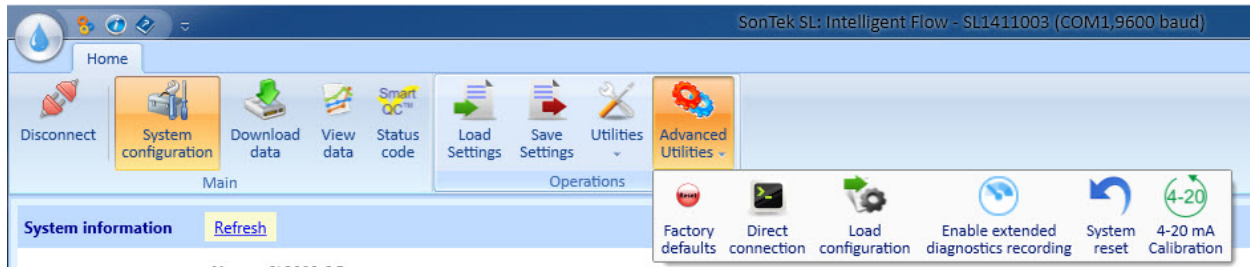 SonTek SL: Intelligent Flow - SL1411003 (COM1,9600 baud)
Home
Disconnect
System configuration
Download data
View data
Smart QC™
Status code
Load Settings
Save Settings
Utilities
Advanced Utilities
Main
Operations
Reset
Factory defaults
Direct connection
Load configuration
Enable extended diagnostics recording
System reset
4-20
4-20 mA Calibration
System information
Refresh